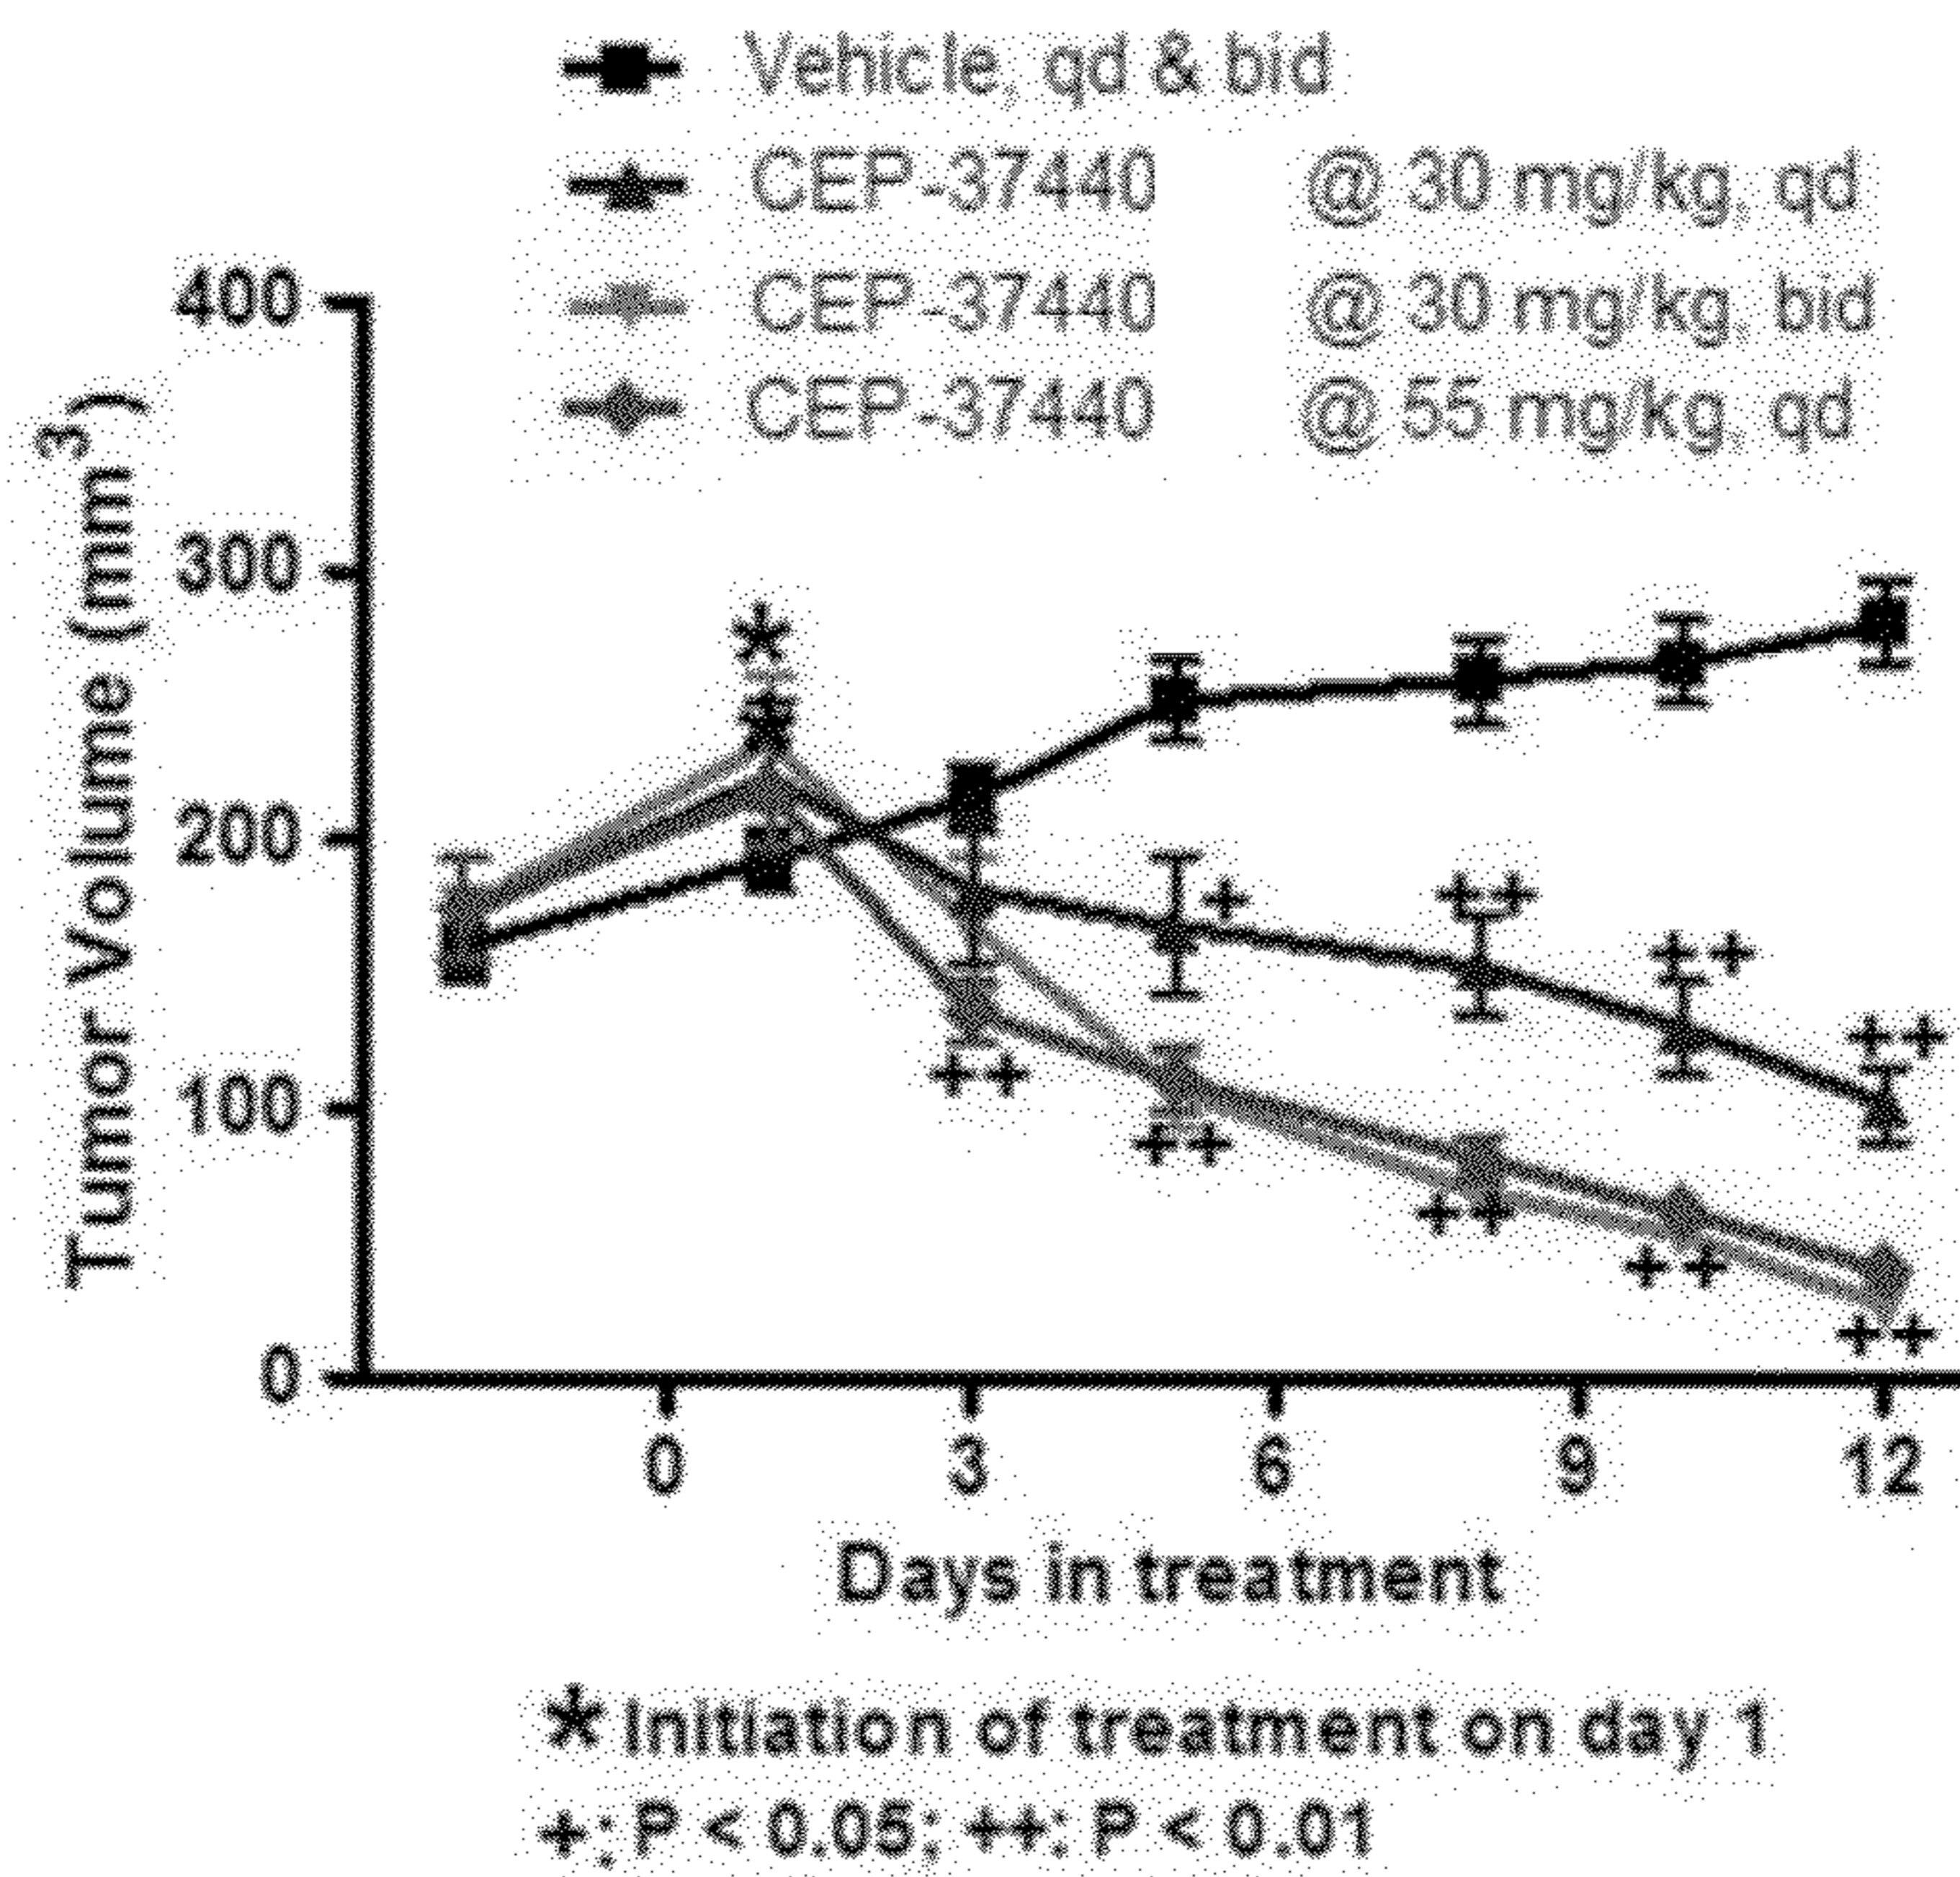 Vehicle, qd & bid
CEP-37440 @ 30 mg/kg, qd
CEP-37440 @ 30 mg/kg, bid
CEP-37440 @ 55 mg/kg, qd
Tumor Volume (mm3)
400
300
200
100
0
*
*
+
++
++
++
++
++
++
++
++
0 3 6 9 12
Days in treatment
* Initiation of treatment on day 1
+: P < 0.05; ++: P < 0.01